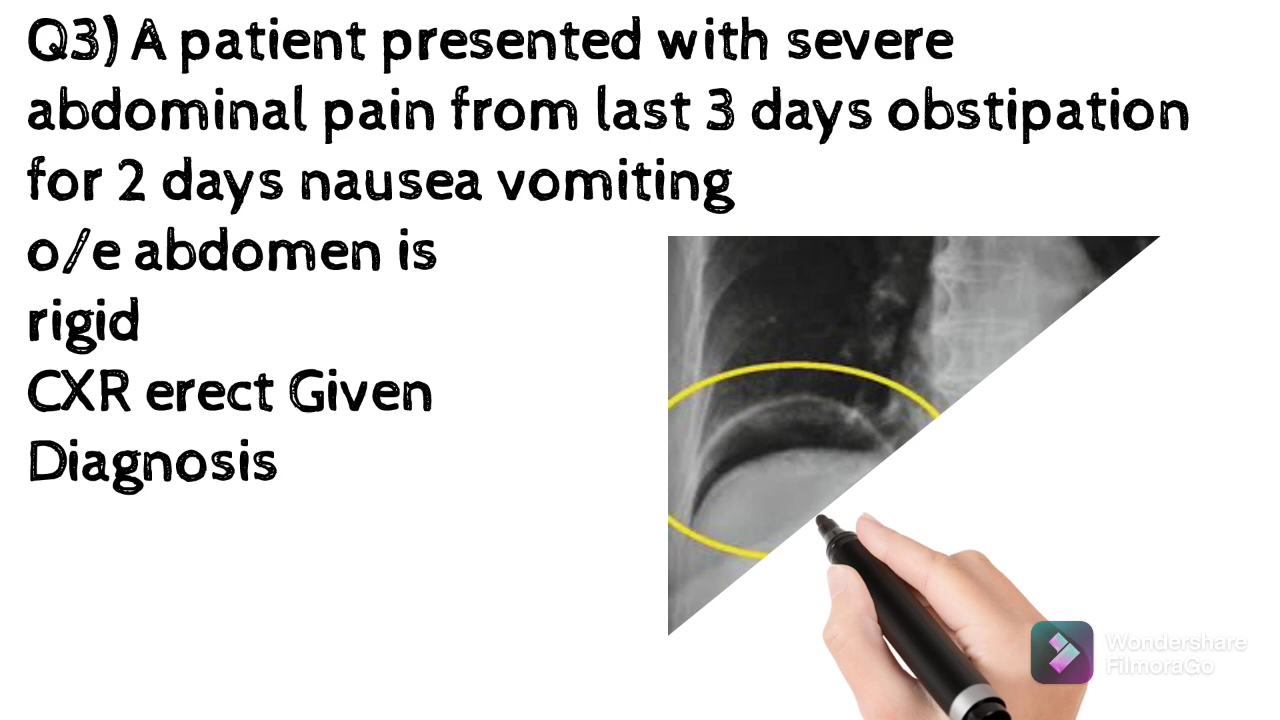 Q3) A patient presented with severe
abdominal pain from last 3 days obstipation
for 2 days nausea vomiting
o/e abdomen is
rigid
CXR erect Given
Diagnosis
Wondershare
FilmoraGo